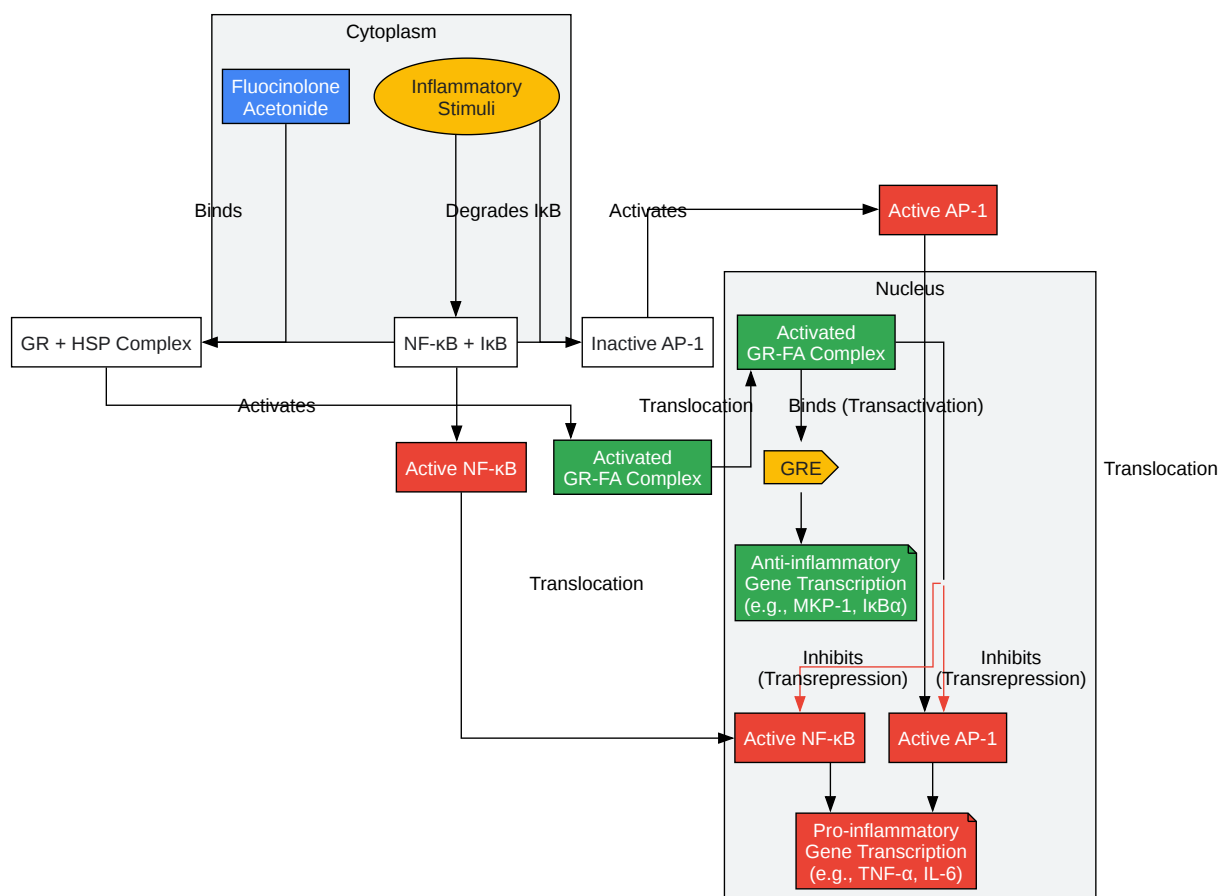 Cytoplasm
Fluocinolone
Acetonide
Inflammatory
Stimuli
Binds
Degrades IκB
Activates
Active AP-1
Nucleus
GR + HSP Complex
NF-κB + IκB
Inactive AP-1
Activated
GR-FA Complex
Activates
Translocation
Binds (Transactivation)
Active NF-κB
Activated
GR-FA Complex
GRE
Translocation
Translocation
Anti-inflammatory
Gene Transcription
(e.g., MKP-1, IκBα)
Inhibits
(Transrepression)
Inhibits
(Transrepression)
Active NF-κB
Active AP-1
Pro-inflammatory
Gene Transcription
(e.g., TNF-α, IL-6)